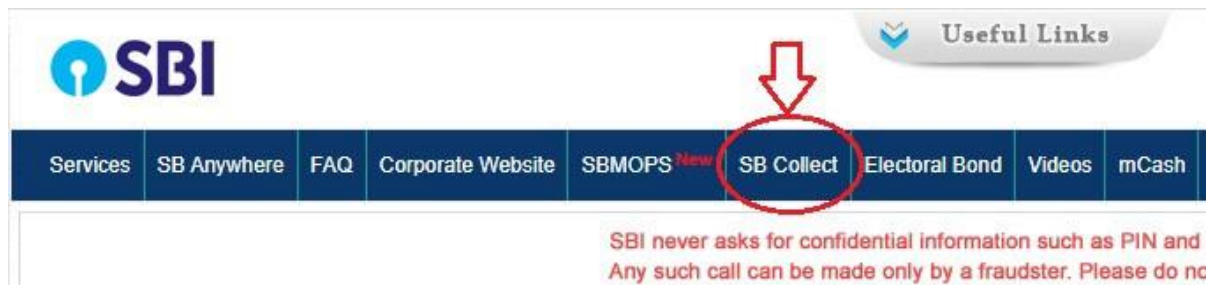 Useful Links
SBI
Services SB Anywhere FAQ Corporate Website SBMOPS New SB Collect Electoral Bond Videos mCash
SBI never asks for confidential information such as PIN and
Any such call can be made only by a fraudster. Please do no